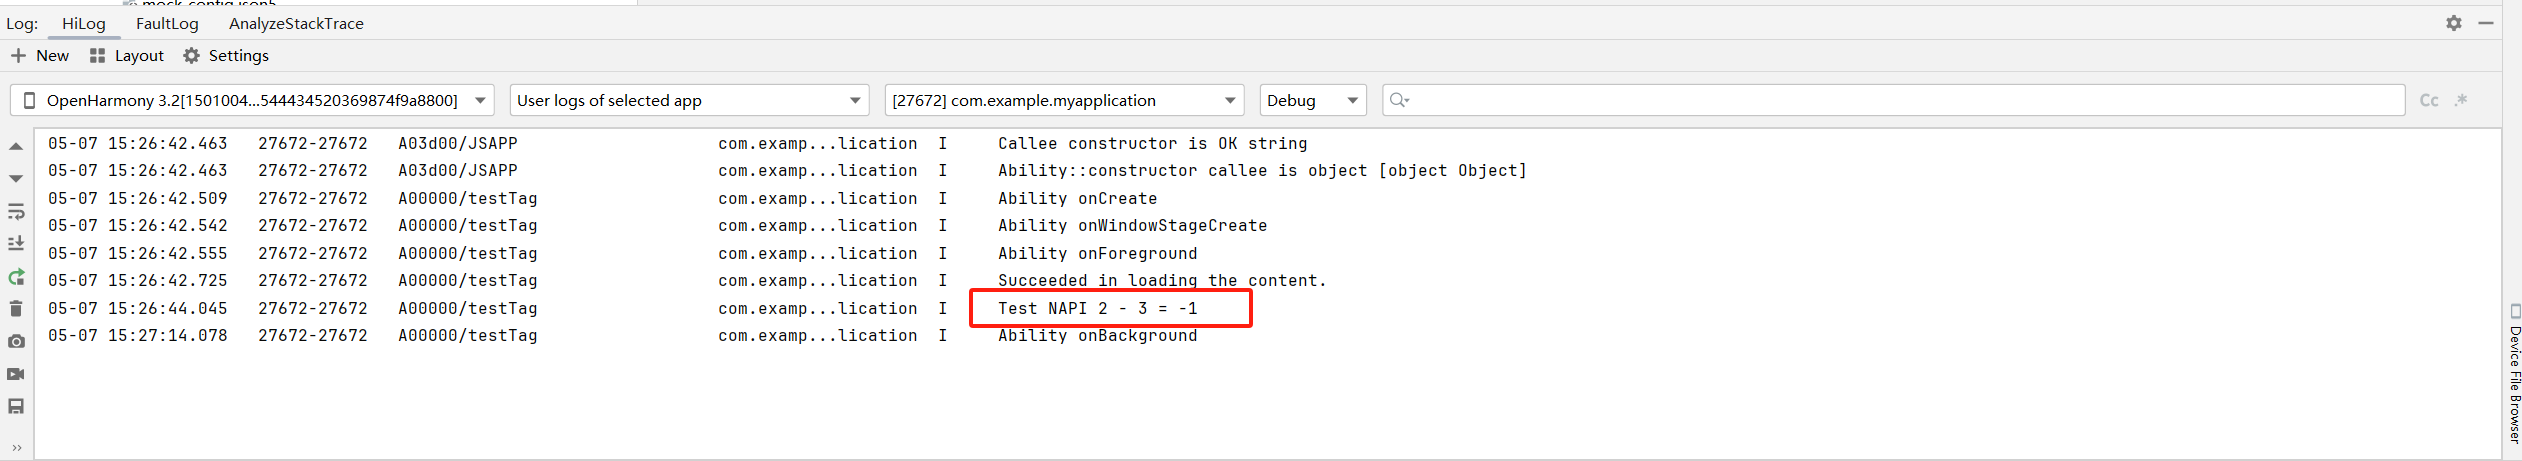 mock-config.json5
Log: HiLog FaultLog AnalyzeStackTrace
New Layout Settings
OpenHarmony 3.2[1501004...544434520369874f9a8800] User logs of selected app [27672] com.example.myapplication Debug Cc .*
05-07 15:26:42.463 27672-27672 A03d00/JSAPP com.examp...lication I Callee constructor is OK string
05-07 15:26:42.463 27672-27672 A03d00/JSAPP com.examp...lication I Ability::constructor callee is object [object Object]
05-07 15:26:42.509 27672-27672 A00000/testTag com.examp...lication I Ability onCreate
05-07 15:26:42.542 27672-27672 A00000/testTag com.examp...lication I Ability onWindowStageCreate
05-07 15:26:42.555 27672-27672 A00000/testTag com.examp...lication I Ability onForeground
05-07 15:26:42.725 27672-27672 A00000/testTag com.examp...lication I Succeeded in loading the content.
05-07 15:26:44.045 27672-27672 A00000/testTag com.examp...lication I Test NAPI 2 - 3 = -1
05-07 15:27:14.078 27672-27672 A00000/testTag com.examp...lication I Ability onBackground
Device File Browser